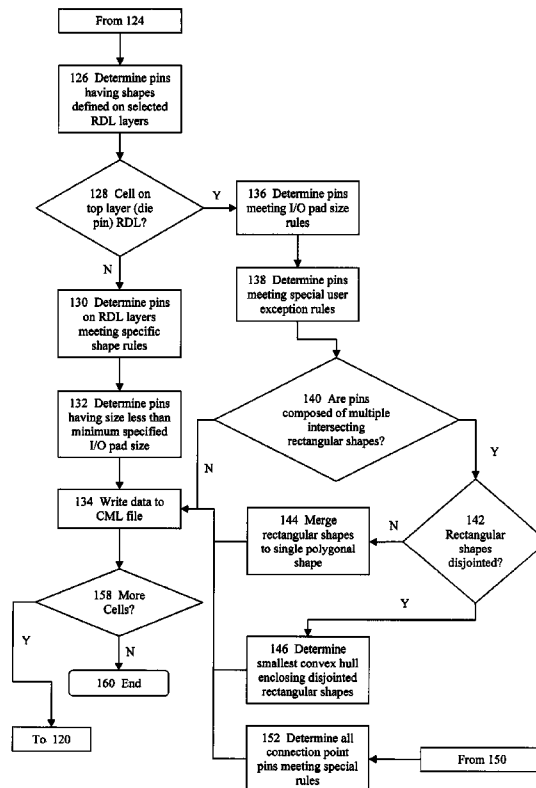 From 124
126 Determine pins
having shapes
defined on selected
RDL layers
128 Cell on
top layer (die
pin) RDL?
Y
N
136 Determine pins
meeting I/O pad size
rules
138 Determine pins
meeting special user
exception rules
130 Determine pins
on RDL layers
meeting specific
shape rules
140 Are pins
composed of multiple
intersecting
rectangular shapes?
N
Y
132 Determine pins
having size less than
minimum specified
I/O pad size
134 Write data to
CML file
144 Merge
rectangular shapes
to single polygonal
shape
N
142
Rectangular
shapes
disjointed?
Y
158 More
Cells?
Y
N
160 End
To 120
146 Determine
smallest convex hull
enclosing disjointed
rectangular shapes
152 Determine all
connection point
pins meeting special
rules
From 150